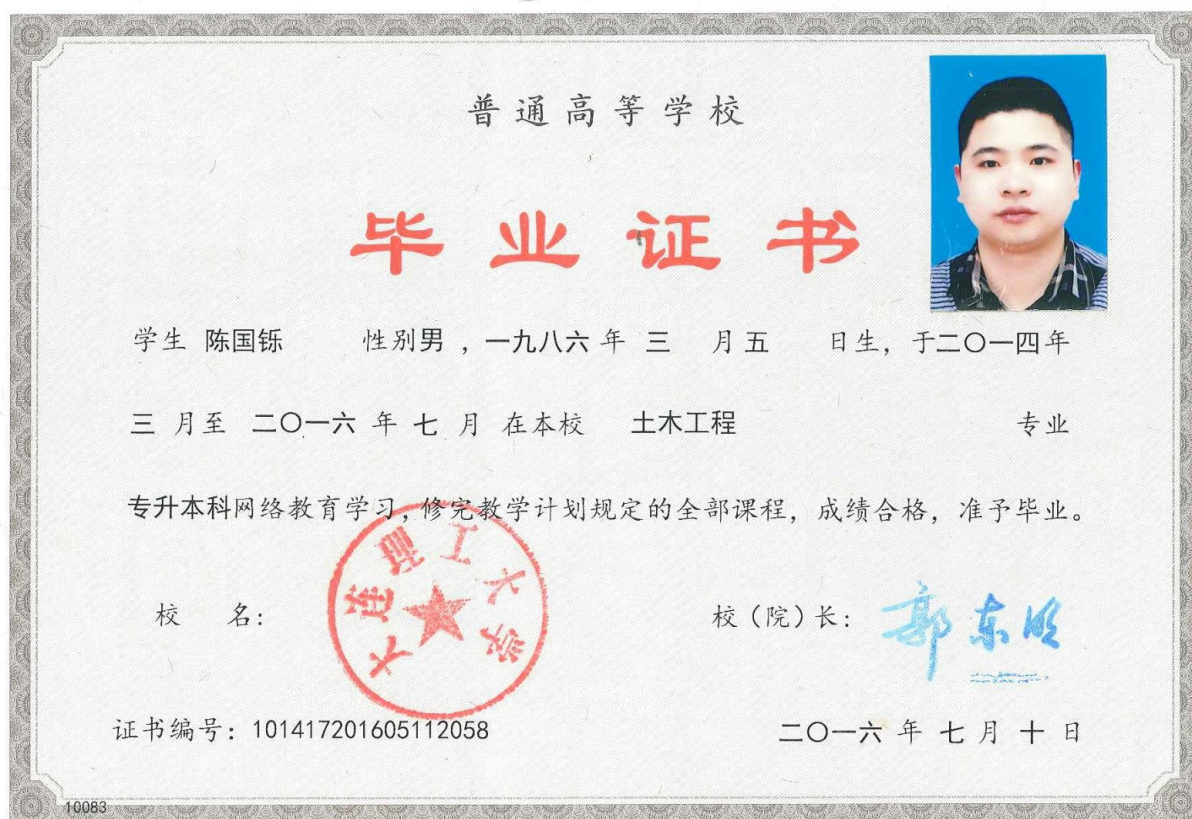 普通高等学校
毕业证书
学生 陈国铄 性别男，一九八六年 三 月五 日生，于二〇一四年
三 月至 二〇一六 年 七 月 在本校 土木工程 专业
专升本科网络教育学习，修完教学计划规定的全部课程，成绩合格，准予毕业。
大连理工大学
校 名： 校（院）长： 郭东明
证书编号：101417201605112058 二〇一六 年 七 月 十 日
10083